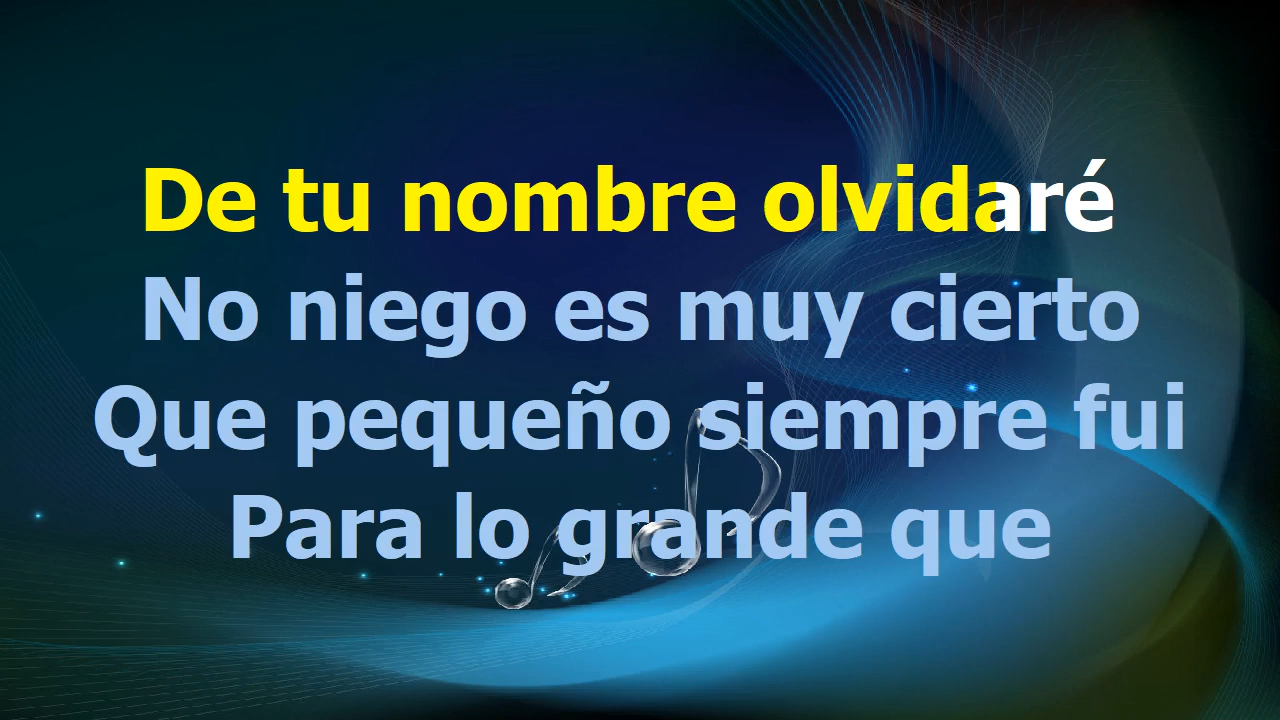 De tu nombre olvidaré
No niego es muy cierto
Que pequeño siempre fui
Para lo grande que